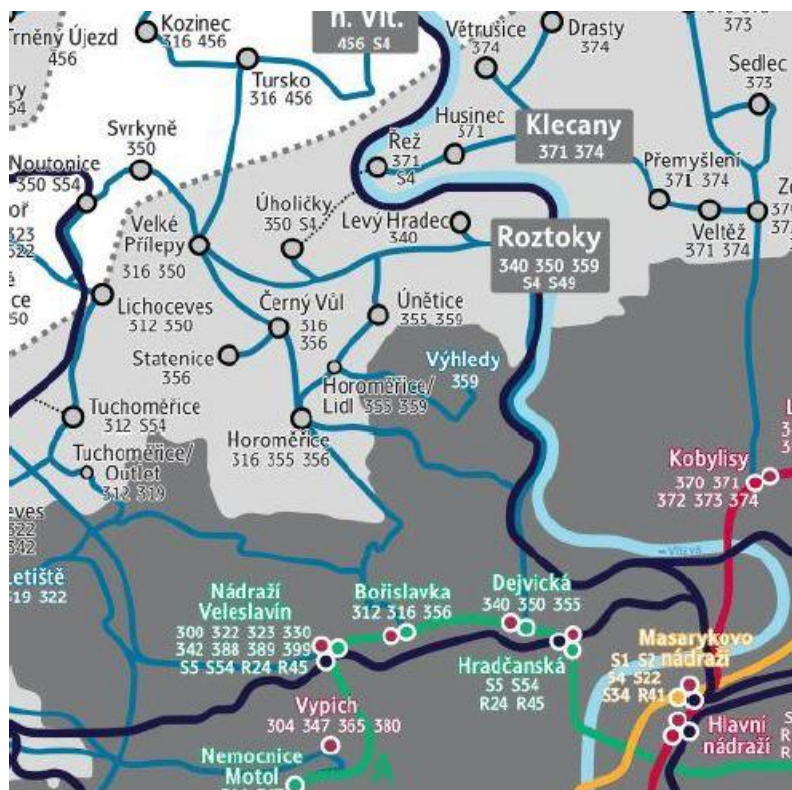 Kozinec
316 456
Trněný Újezd
456
Tursko
316 456
n. Vlt.
456 S4
Větrušice
374
Drasty
374
373
Sedlec
373
Svrkyně
350
Noutonice
350 S54
Husinec
371
Řež
371
S4
Klecany
371 374
Přemyšlení
371 374
Veltěž
371 374
Úholičky
350 S4
Levý Hradec
340
Roztoky
340 350 359
S4 S49
Velké
Přílepy
316 350
Lichoceves
312 350
Černý Vůl
316
356
Únětice
355 359
Statenice
356
Výhledy
359
Horoměřice/
Lidl 355 359
Tuchoměřice
312 S54
Horoměřice
316 355 356
Tuchoměřice/
Outlet
312 319
Kobylisy
370 371
372 373 374
Letiště
319 322
Vltava
Nádraží
Veleslavín
300 322 323 330
342 388 389 399
S5 S54 R24 R45
Bořislavka
312 316 356
Dejvická
340 350 355
Hradčanská
S5 S54
R24 R45
Masarykovo
nádraží
S1 S2
S4 S22
S34 R41
Vypich
304 347 365 380
Hlavní
nádraží
Nemocnice
Motol
A